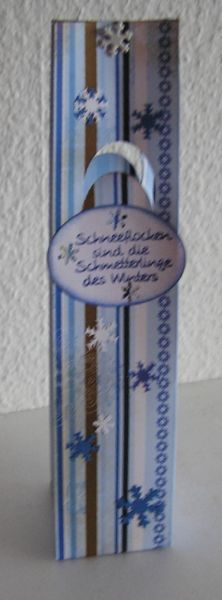 Schneeflocken
sind die
Schmetterlinge
des Winters